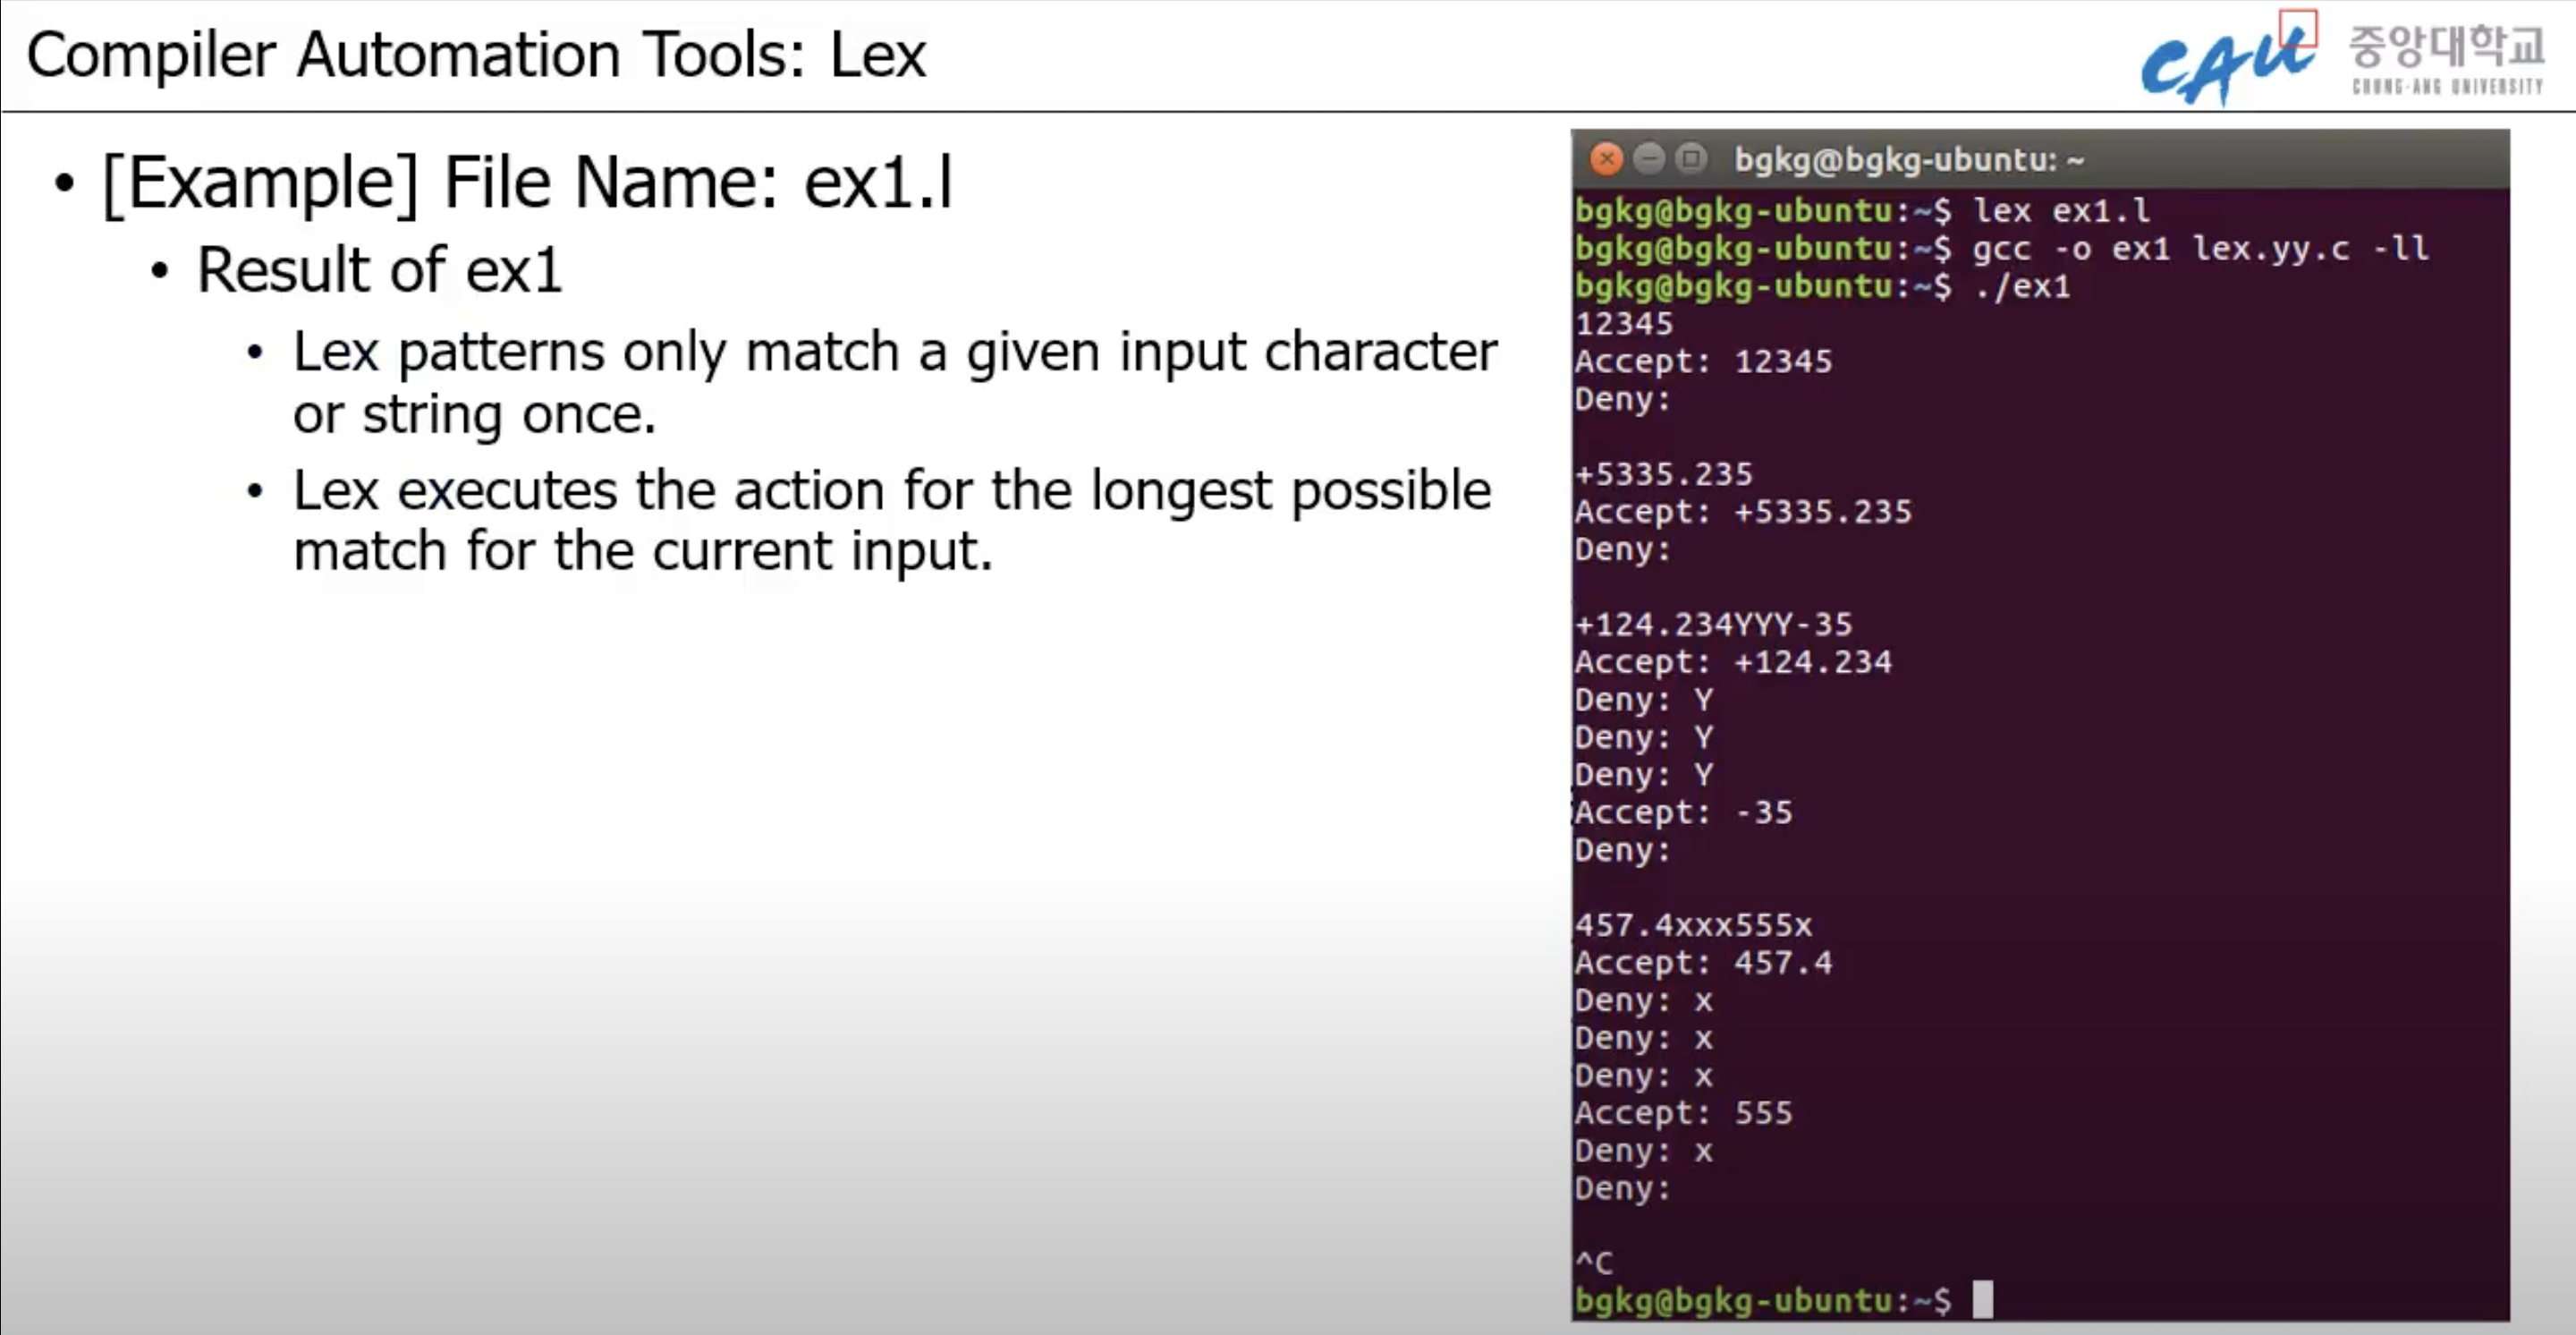 Compiler Automation Tools: Lex
CAU 중앙대학교
CHUNG-ANG UNIVERSITY
• [Example] File Name: ex1.l
• Result of ex1
• Lex patterns only match a given input character
or string once.
• Lex executes the action for the longest possible
match for the current input.
bgkg@bgkg-ubuntu: ~
bgkg@bgkg-ubuntu:~$ lex ex1.l
bgkg@bgkg-ubuntu:~$ gcc -o ex1 lex.yy.c -ll
bgkg@bgkg-ubuntu:~$ ./ex1
12345
Accept: 12345
Deny:
+5335.235
Accept: +5335.235
Deny:
+124.234YYY-35
Accept: +124.234
Deny: Y
Deny: Y
Deny: Y
Accept: -35
Deny:
457.4xxx555x
Accept: 457.4
Deny: x
Deny: x
Deny: x
Accept: 555
Deny: x
Deny:
^C
bgkg@bgkg-ubuntu:~$